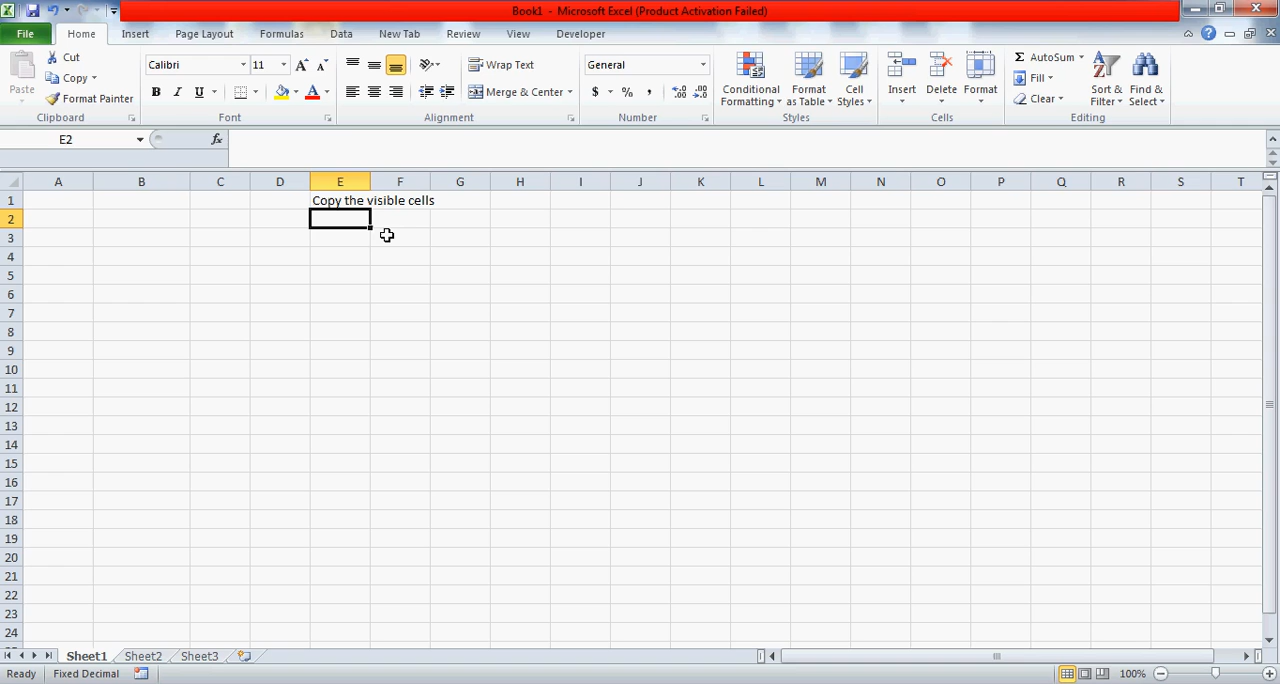 Book1 - Microsoft Excel (Product Activation Failed)
File Home Insert Page Layout Formulas Data New Tab Review View Developer
Cut Calibri 11 Wrap Text General AutoSum
Copy Fill
Paste Format Painter Merge & Center Conditional Formatting Format as Table Cell Styles Insert Delete Format Clear Sort & Filter Find & Select
Clipboard Font Alignment Number Styles Cells Editing
E2 fx
A B C D E F G H I J K L M N O P Q R S T
1 Copy the visible cells
2
3
4
5
6
7
8
9
10
11
12
13
14
15
16
17
18
19
20
21
22
23
24
Sheet1 Sheet2 Sheet3
Ready Fixed Decimal 100%